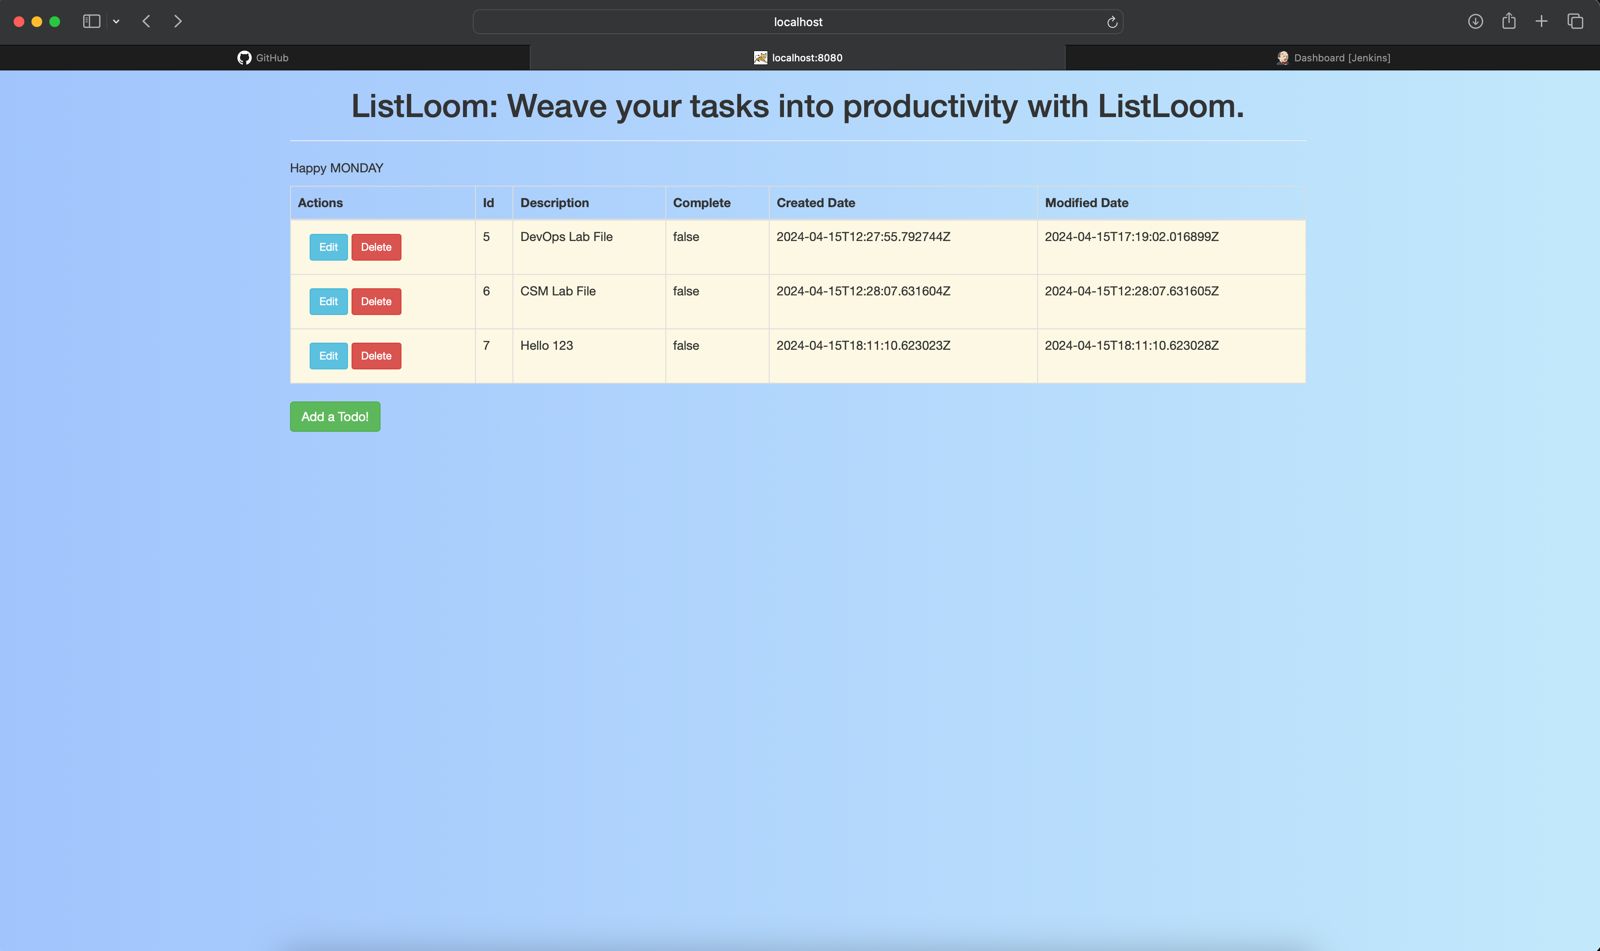 localhost
GitHub
localhost:8080
Dashboard [Jenkins]
ListLoom: Weave your tasks into productivity with ListLoom.
Happy MONDAY
Actions Id Description Complete Created Date Modified Date
Edit Delete 5 DevOps Lab File false 2024-04-15T12:27:55.792744Z 2024-04-15T17:19:02.016899Z
Edit Delete 6 CSM Lab File false 2024-04-15T12:28:07.631604Z 2024-04-15T12:28:07.631605Z
Edit Delete 7 Hello 123 false 2024-04-15T18:11:10.623023Z 2024-04-15T18:11:10.623028Z
Add a Todo!